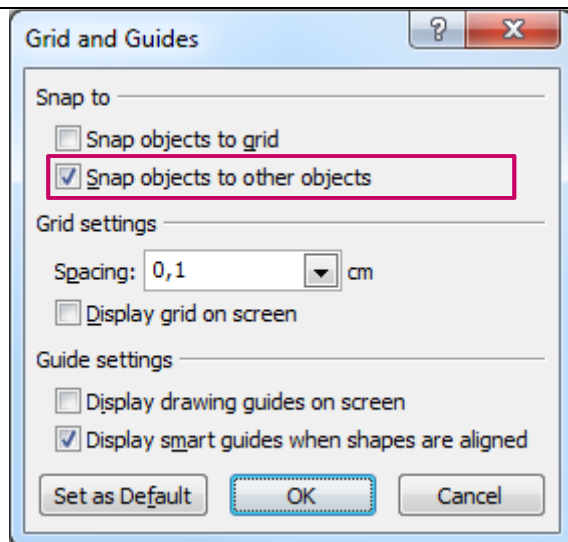 Grid and Guides
Snap to
Snap objects to grid
Snap objects to other objects
Grid settings
Spacing: 0,1 cm
Display grid on screen
Guide settings
Display drawing guides on screen
Display smart guides when shapes are aligned
Set as Default OK Cancel